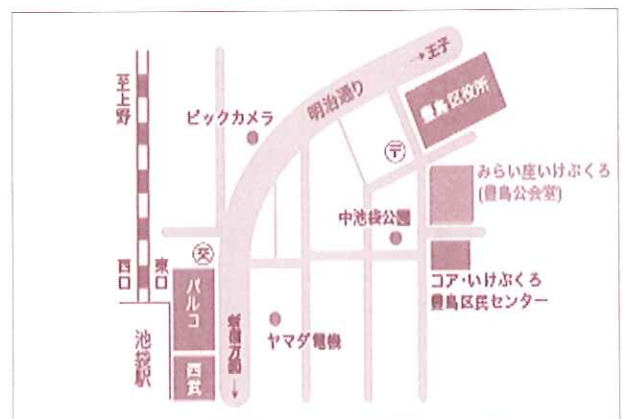 →王子
明治通り
豊島区役所
至上野
ビックカメラ
〒
みらい座いけぶくろ
(豊島公会堂)
中池袋公園
交
西口
東口
コア・いけぶくろ
豊島区民センター
パルコ
ヤマダ電機
新宿方面
↓
池袋駅
西武